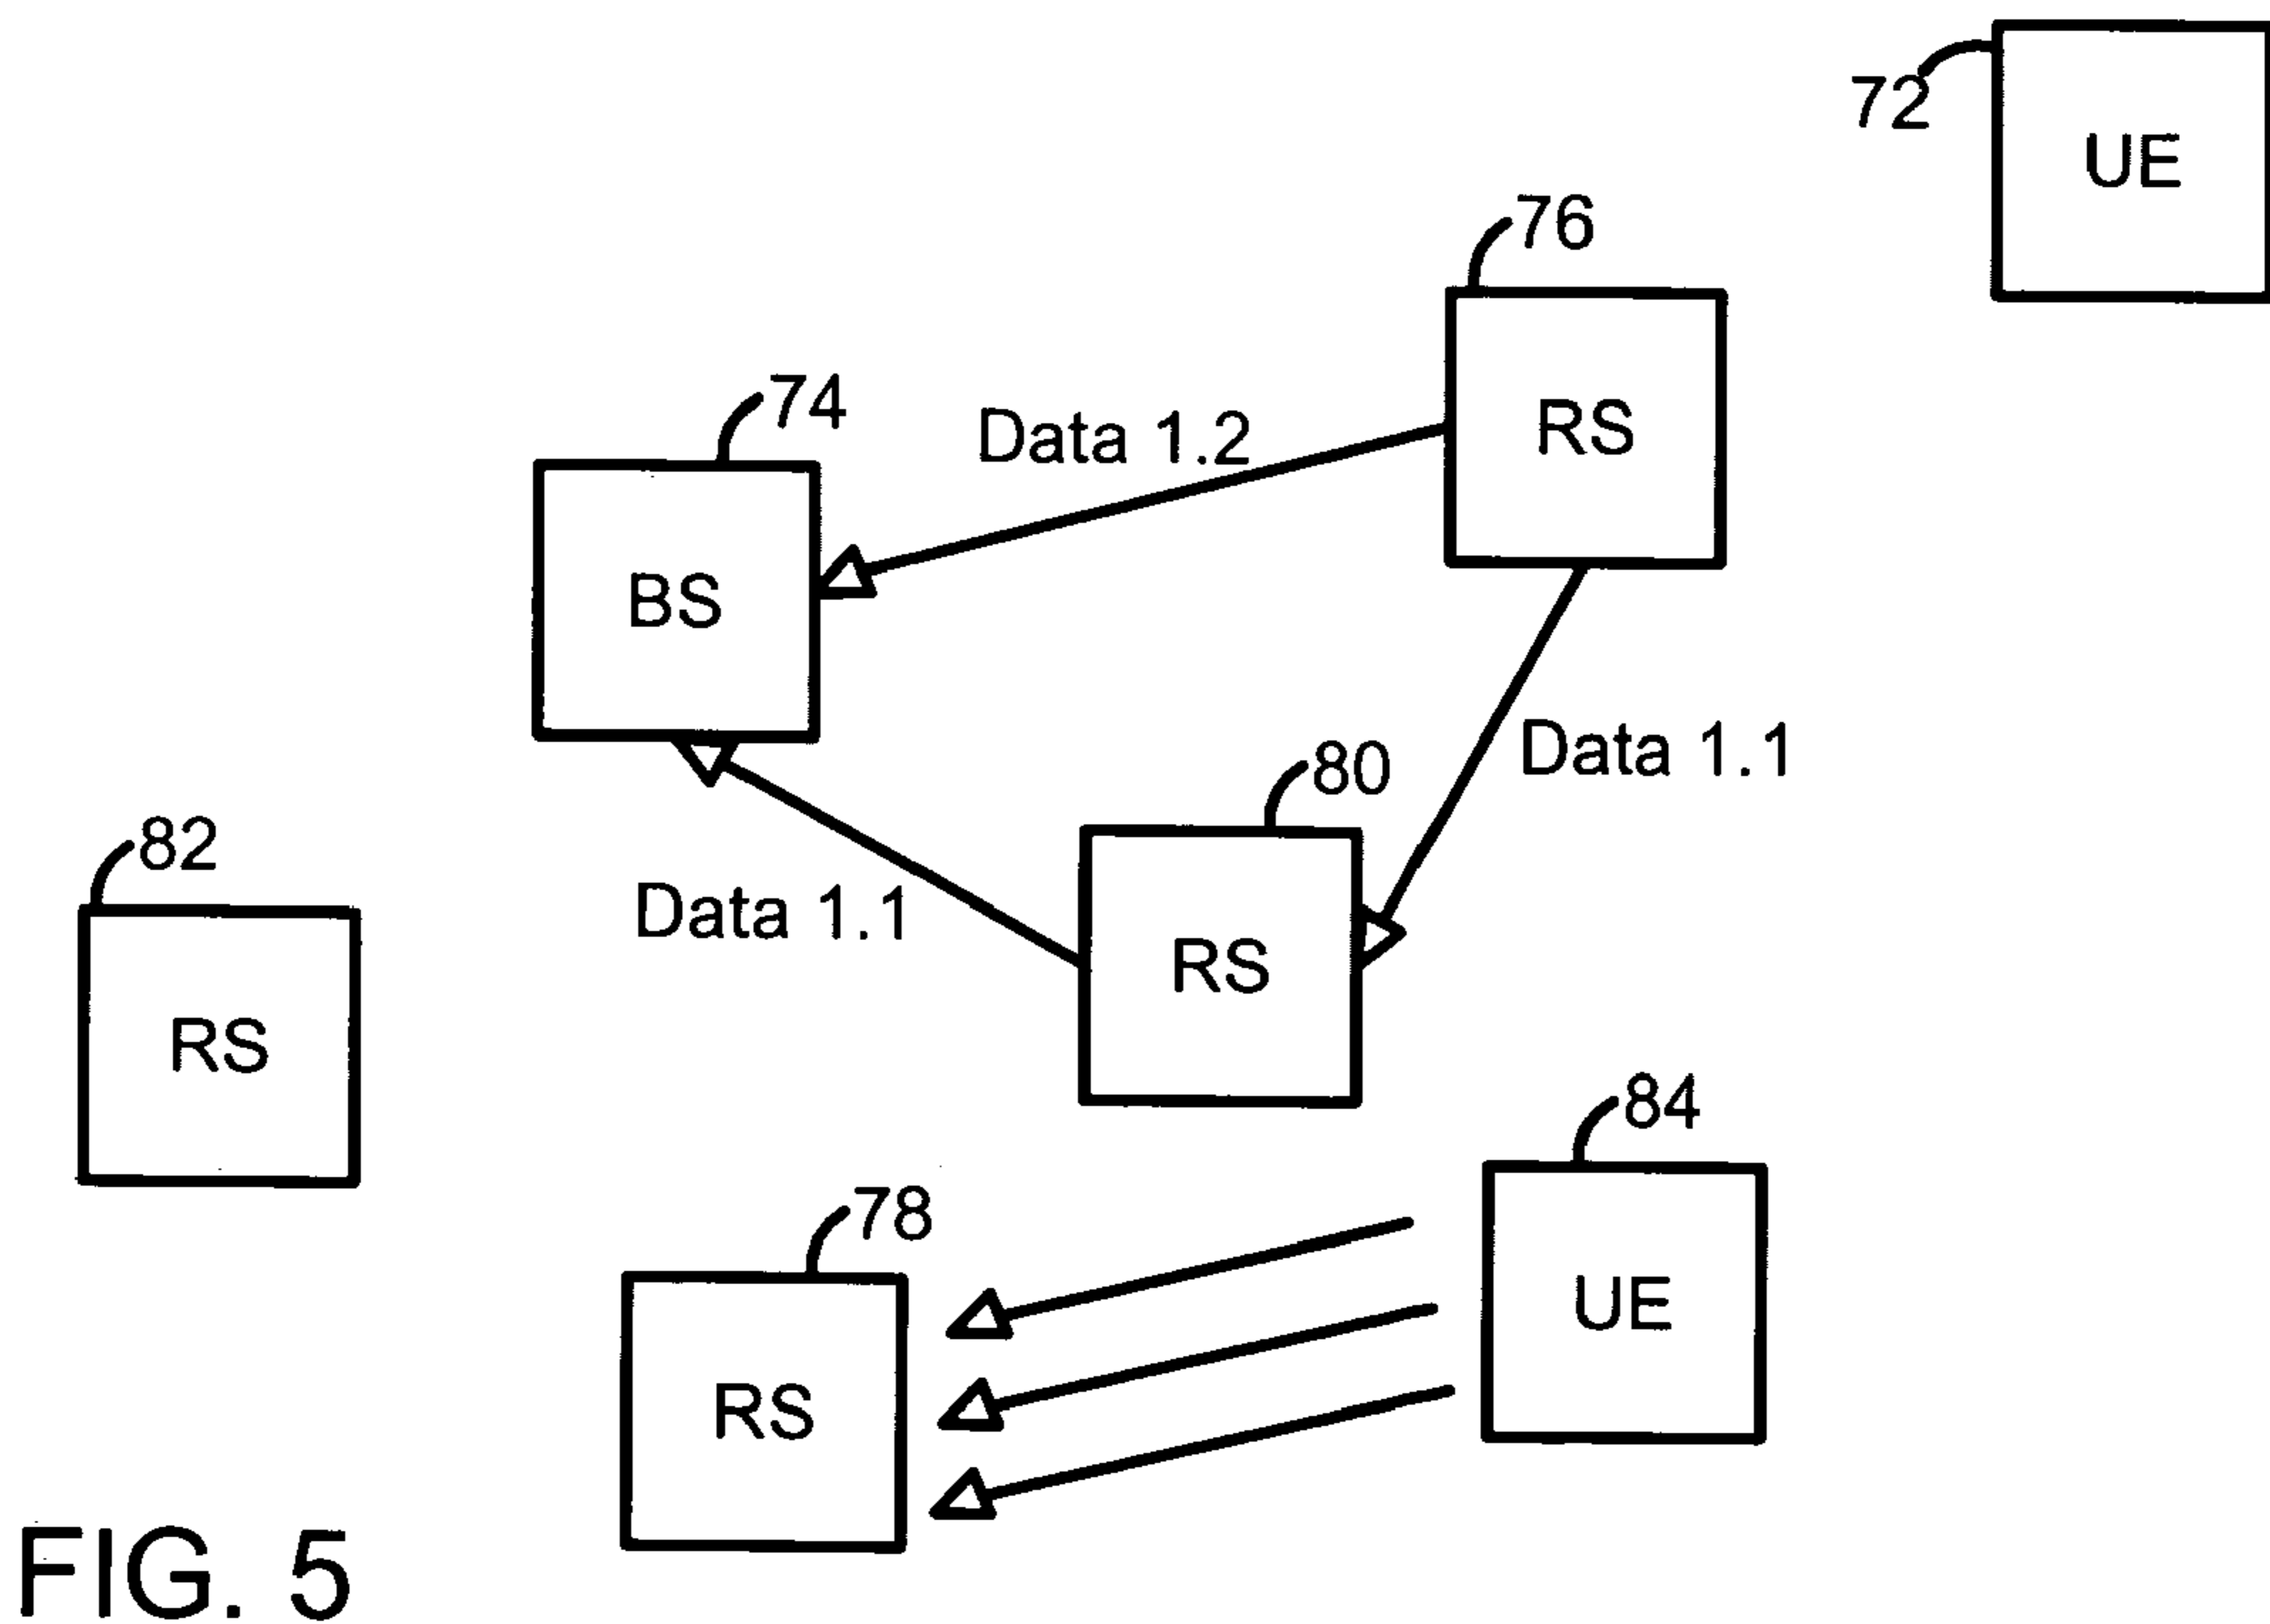 72
UE
76
RS
74
Data 1.2
BS
Data 1.1
80
82
Data 1.1
RS
RS
84
78
UE
RS
FIG. 5